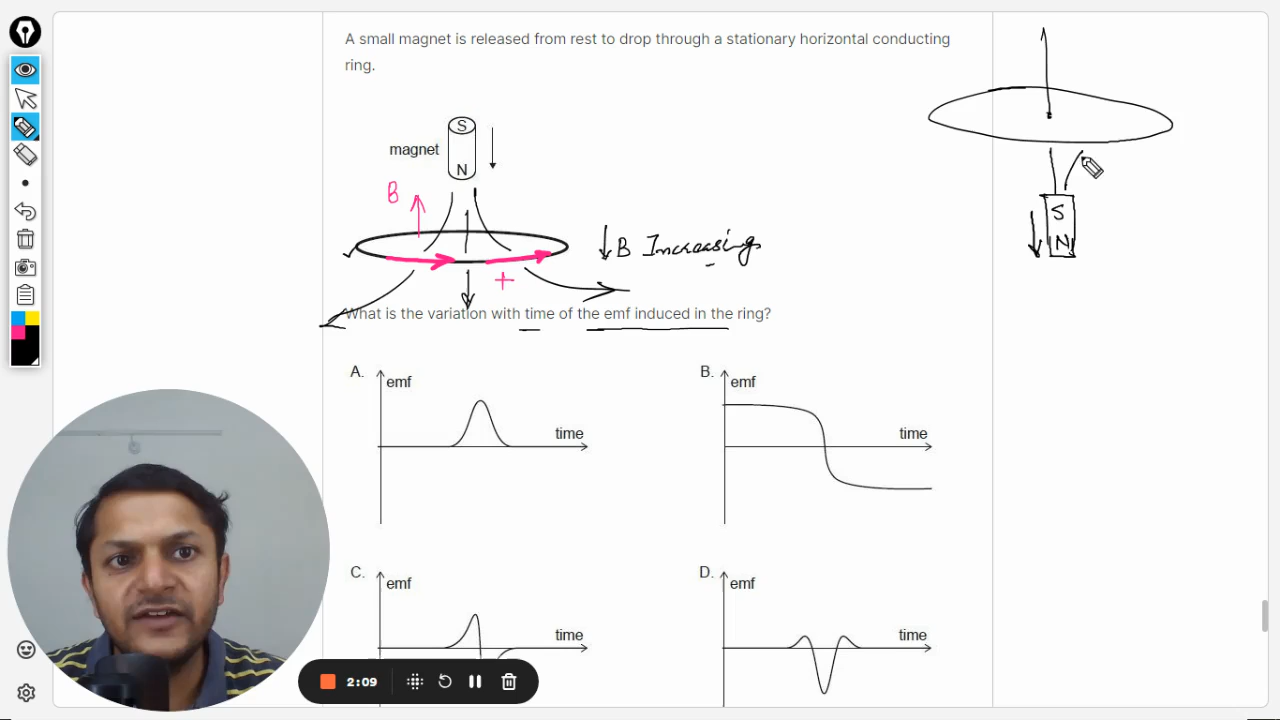 A small magnet is released from rest to drop through a stationary horizontal conducting
ring.
S
magnet
N
B
+
↓ B Increasing
S
N
What is the variation with time of the emf induced in the ring?
A.
emf
time
B.
emf
time
C.
emf
time
D.
emf
time
2:09